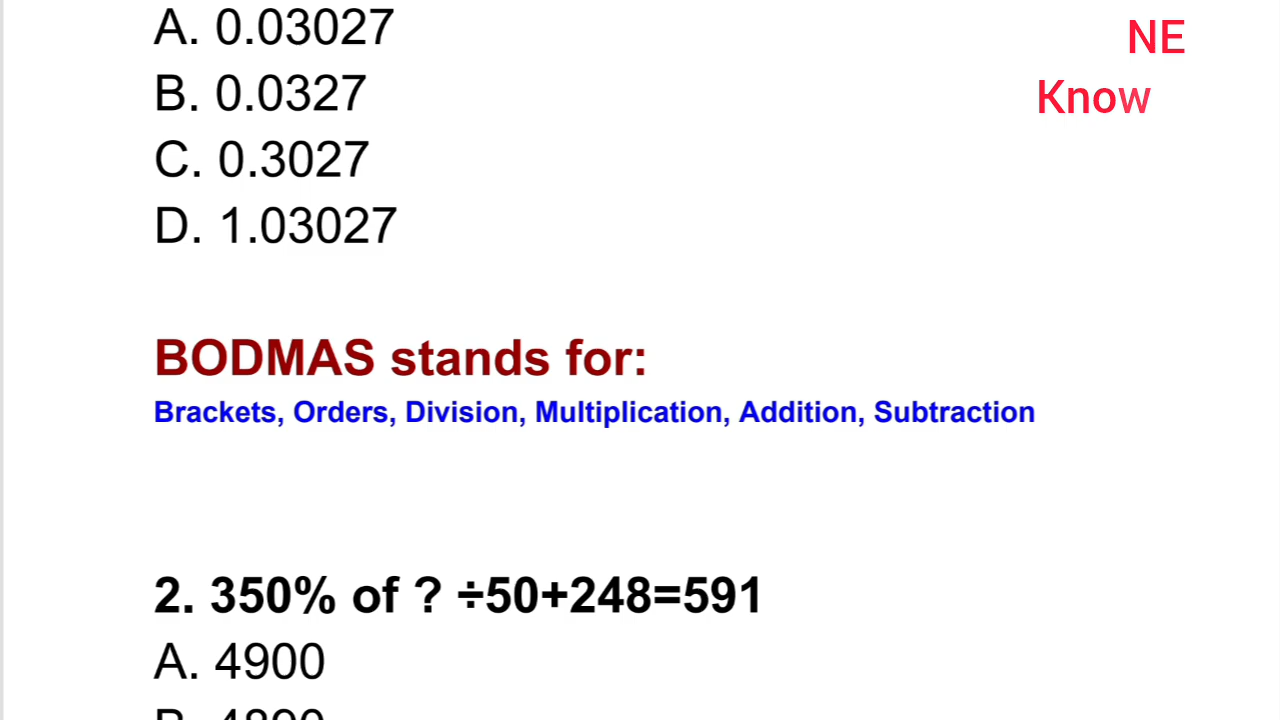 A. 0.03027
NE
B. 0.0327
Know
C. 0.3027
D. 1.03027
BODMAS stands for:
Brackets, Orders, Division, Multiplication, Addition, Subtraction
2. 350% of ? ÷50+248=591
A. 4900